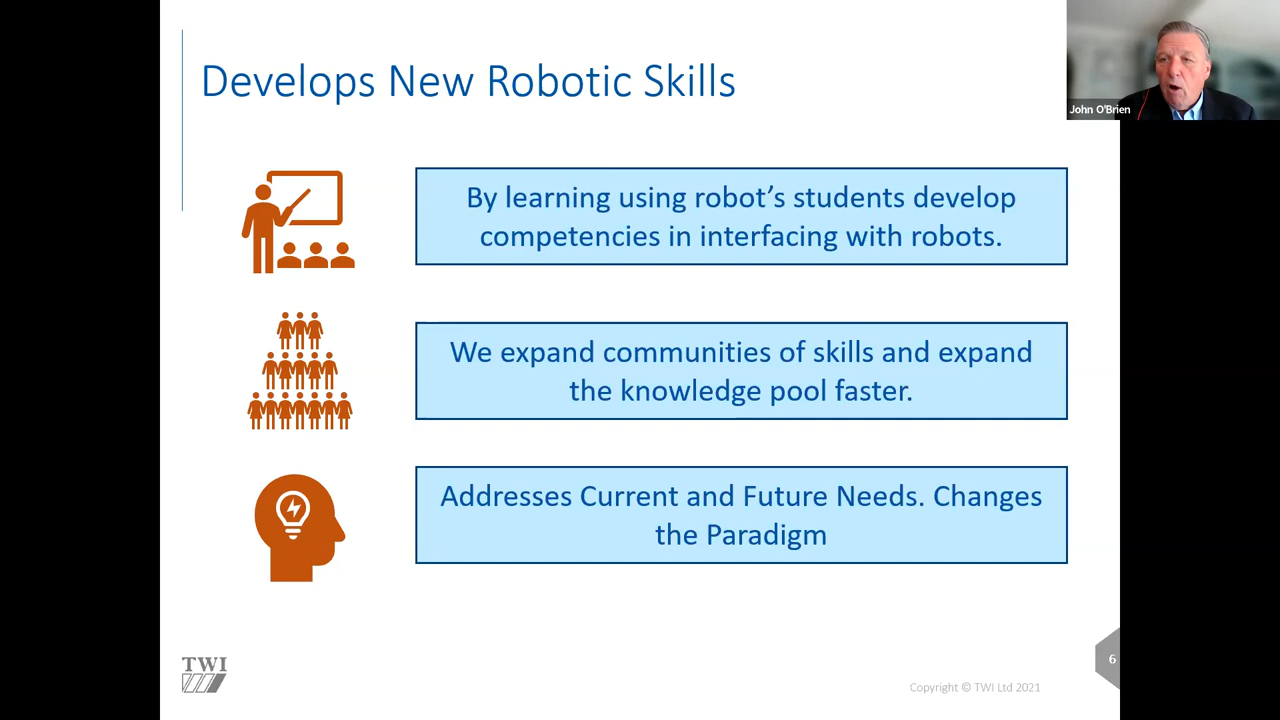 Develops New Robotic Skills
John O'Brien
By learning using robot’s students develop
competencies in interfacing with robots.
We expand communities of skills and expand
the knowledge pool faster.
Addresses Current and Future Needs. Changes
the Paradigm
TWI
Copyright © TWI Ltd 2021
6